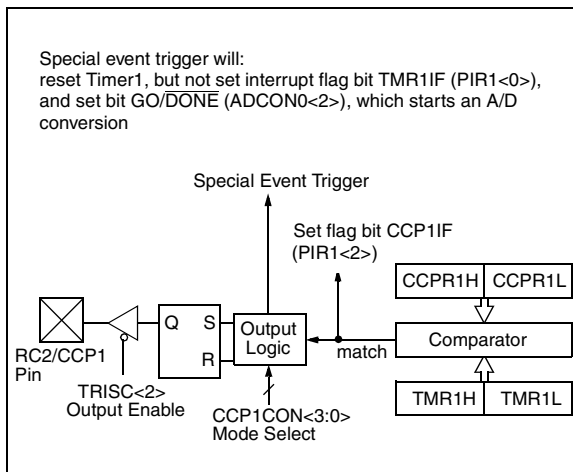 Special event trigger will:
reset Timer1, but not set interrupt flag bit TMR1IF (PIR1<0>),
and set bit GO/DONE (ADCON0<2>), which starts an A/D
conversion
Special Event Trigger
Set flag bit CCP1IF
(PIR1<2>)
CCPR1H CCPR1L
Q S Output
Logic
R
match
Comparator
RC2/CCP1
Pin
TRISC<2>
Output Enable
CCP1CON<3:0>
Mode Select
TMR1H TMR1L